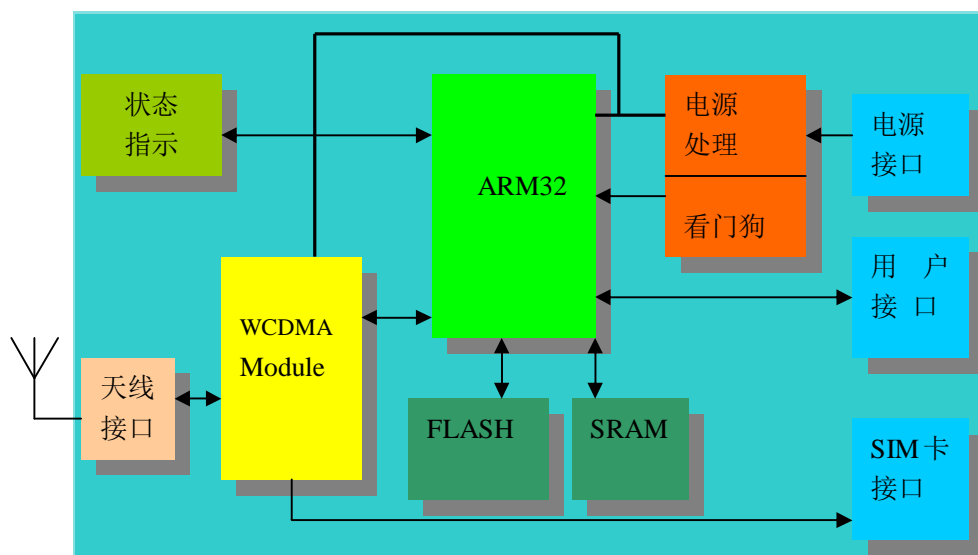 状态
指示
ARM32
电源
处理
看门狗
电源
接口
用 户
接 口
WCDMA
Module
天线
接口
FLASH
SRAM
SIM卡
接口